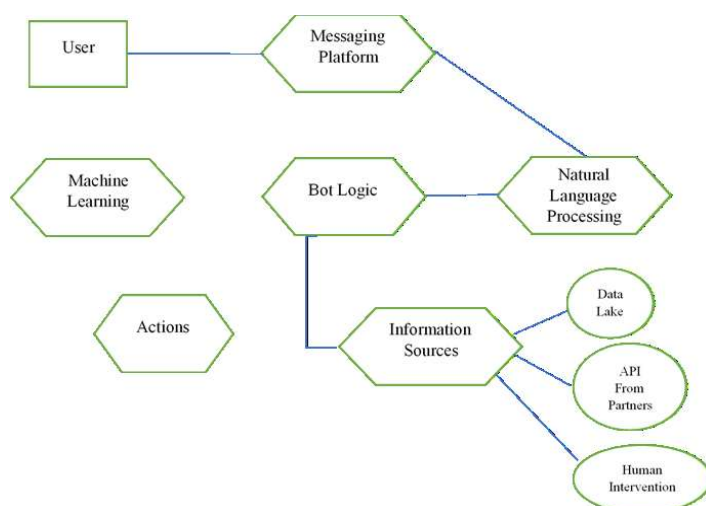 User
Messaging
Platform
Machine
Learning
Bot Logic
Natural
Language
Processing
Actions
Information
Sources
Data
Lake
API
From
Partners
Human
Intervention